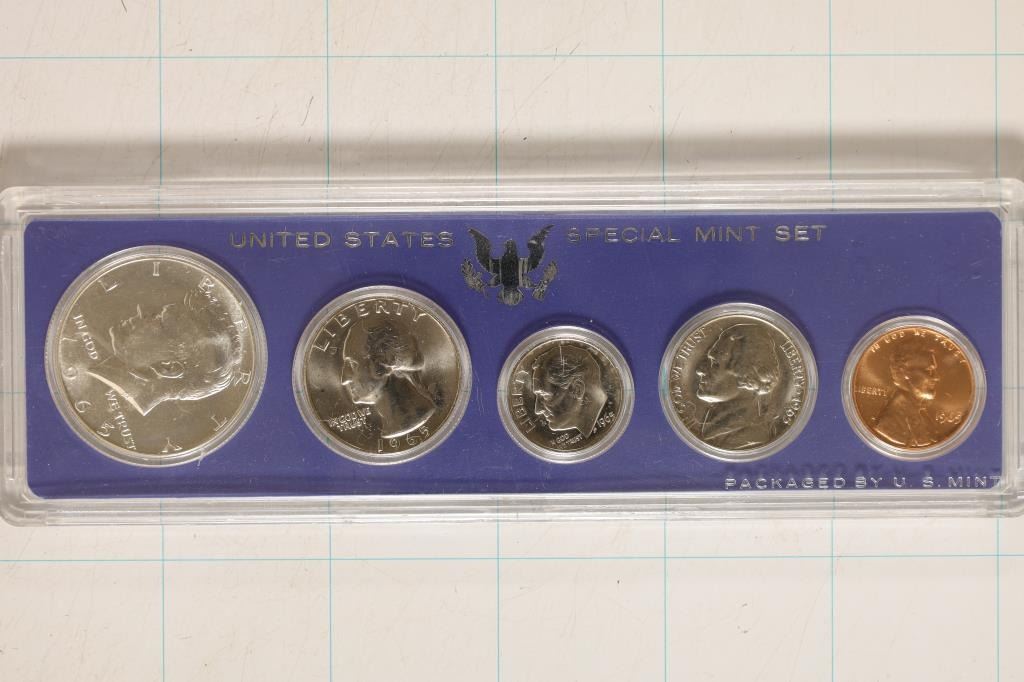 UNITED STATES SPECIAL MINT SET
LIBERTY
IN GOD
WE TRUST
1965
LIBERTY
IN GOD WE
TRUST
1965
LIBERTY
IN GOD
WE TRUST
1965
IN GOD WE TRUST
LIBERTY 1965
IN GOD WE TRUST
LIBERTY
1965
PACKAGED BY U.S. MINT